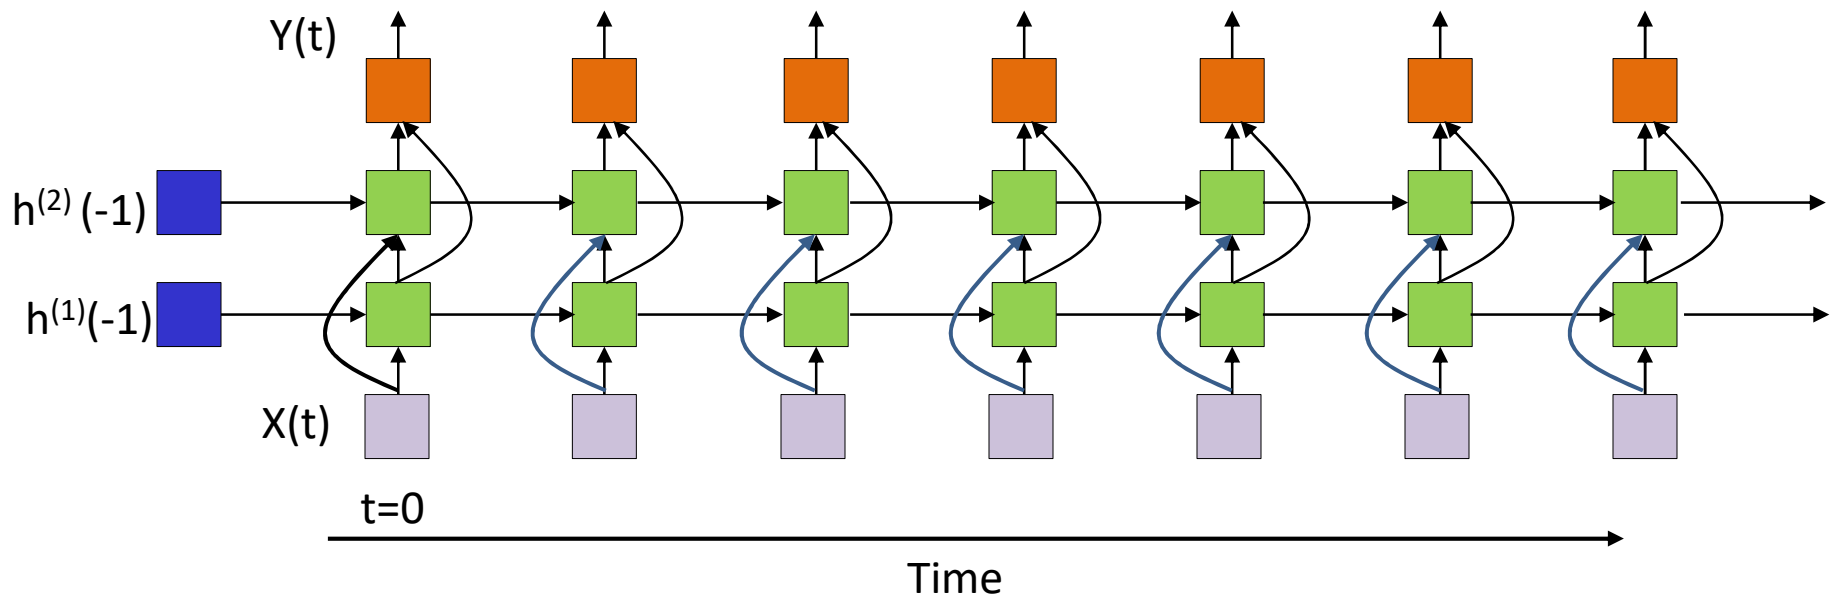 Y(t)
h⁽²⁾ (-1)
h⁽¹⁾(-1)
X(t)
t=0
Time